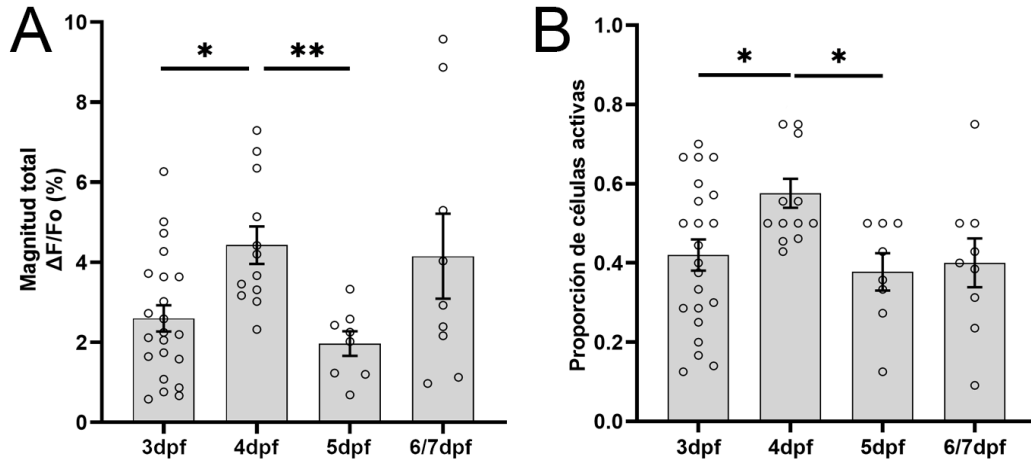 A
Magnitud total
ΔF/Fo (%)
10
8
6
4
2
0
*
**
3dpf
4dpf
5dpf
6/7dpf
B
Proporción de células activas
1.0
0.8
0.6
0.4
0.2
0.0
*
*
3dpf
4dpf
5dpf
6/7dpf